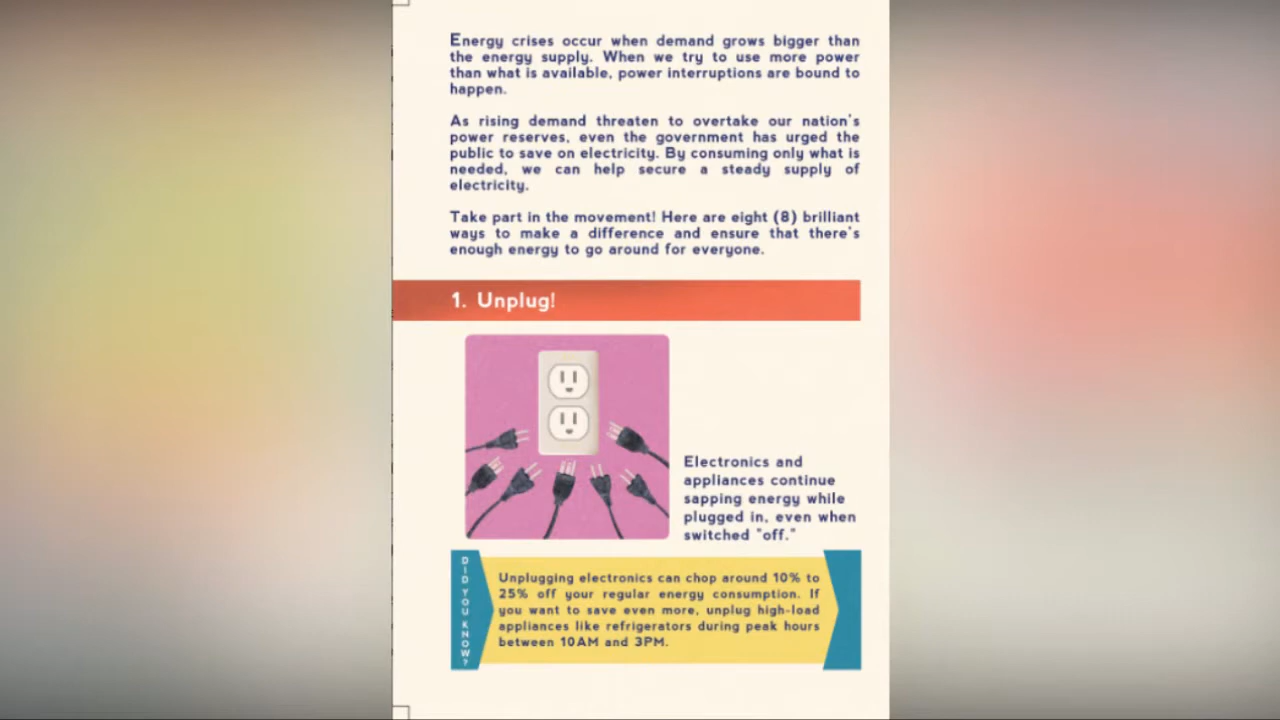 Energy crises occur when demand grows bigger than
the energy supply. When we try to use more power
than what is available, power interruptions are bound to
happen.
As rising demand threaten to overtake our nation's
power reserves, even the government has urged the
public to save on electricity. By consuming only what is
needed, we can help secure a steady supply of
electricity.
Take part in the movement! Here are eight (8) brilliant
ways to make a difference and ensure that there's
enough energy to go around for everyone.
1. Unplug!
Electronics and
appliances continue
sapping energy while
plugged in, even when
switched "off."
DID YOU KNOW?
Unplugging electronics can chop around 10% to
25% off your regular energy consumption. If
you want to save even more, unplug high-load
appliances like refrigerators during peak hours
between 10AM and 3PM.